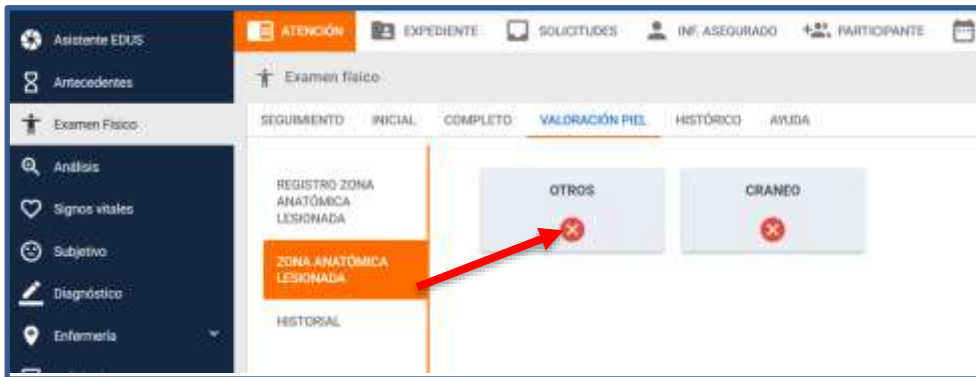 Asistente EDUS
Antecedentes
Examen Físico
Análisis
Signos vitales
Subjetivo
Diagnóstico
Enfermería
ATENCIÓN
EXPEDIENTE
SOLICITUDES
INF. ASEGURADO
PARTICIPANTE
Examen físico
SEGUIMIENTO
INICIAL
COMPLETO
VALORACIÓN PIEL
HISTÓRICO
AYUDA
REGISTRO ZONA
ANATÓMICA
LESIONADA
ZONA ANATÓMICA
LESIONADA
HISTORIAL
OTROS
CRANEO